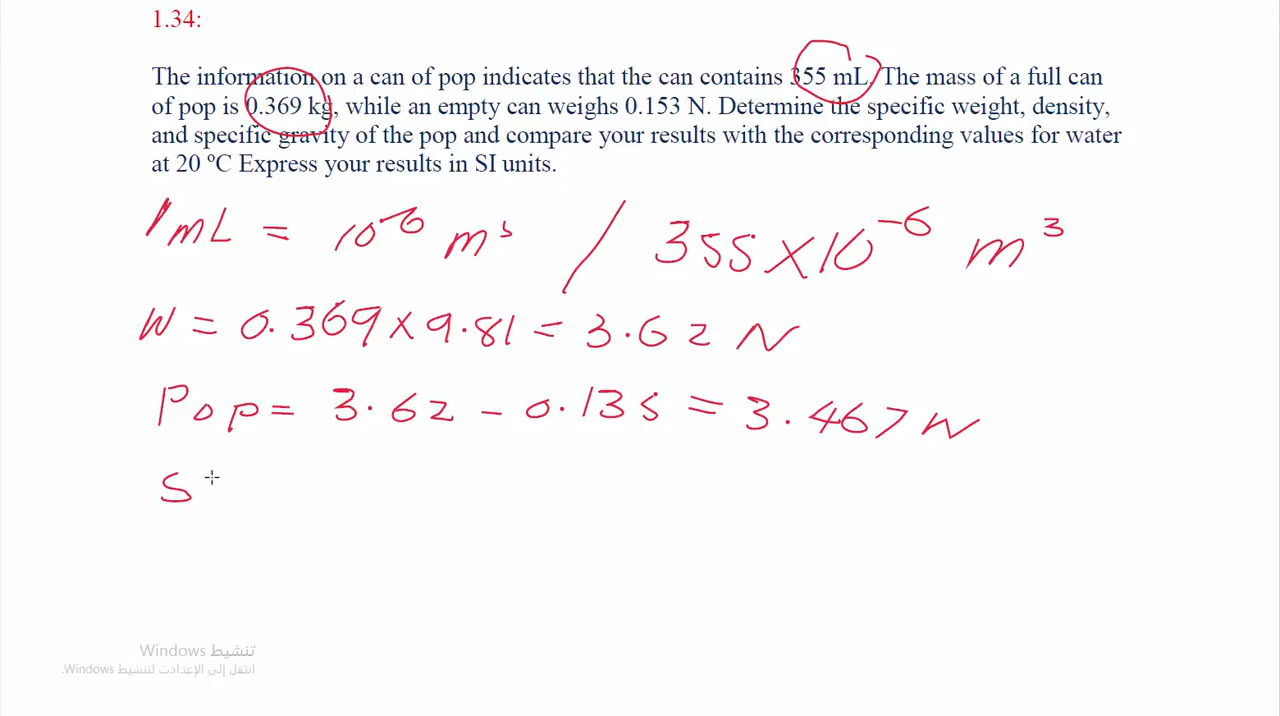 1.34:
The information on a can of pop indicates that the can contains 355 mL. The mass of a full can
of pop is 0.369 kg, while an empty can weighs 0.153 N. Determine the specific weight, density,
and specific gravity of the pop and compare your results with the corresponding values for water
at 20 ºC Express your results in SI units.
1mL = 10⁻⁶ m³ / 355×10⁻⁶ m³
W = 0.369×9.81 = 3.62 N
Pop = 3.62 - 0.135 = 3.467 N
S
تنشيط Windows
انتقل إلى الإعدادت لتنشيط Windows.